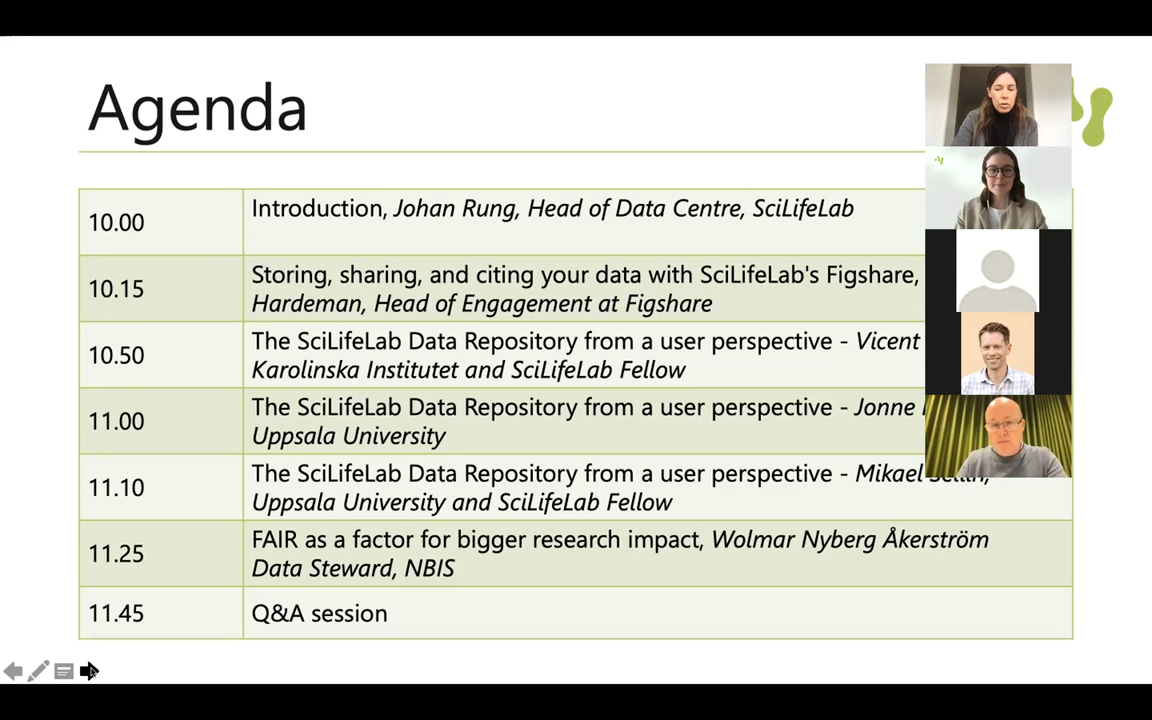 Agenda
10.00
Introduction, Johan Rung, Head of Data Centre, SciLifeLab
10.15
Storing, sharing, and citing your data with SciLifeLab's Figshare,
Hardeman, Head of Engagement at Figshare
10.50
The SciLifeLab Data Repository from a user perspective - Vicent
Karolinska Institutet and SciLifeLab Fellow
11.00
The SciLifeLab Data Repository from a user perspective - Jonne
Uppsala University
11.10
The SciLifeLab Data Repository from a user perspective - Mikael
Uppsala University and SciLifeLab Fellow
11.25
FAIR as a factor for bigger research impact, Wolmar Nyberg Åkerström
Data Steward, NBIS
11.45
Q&A session